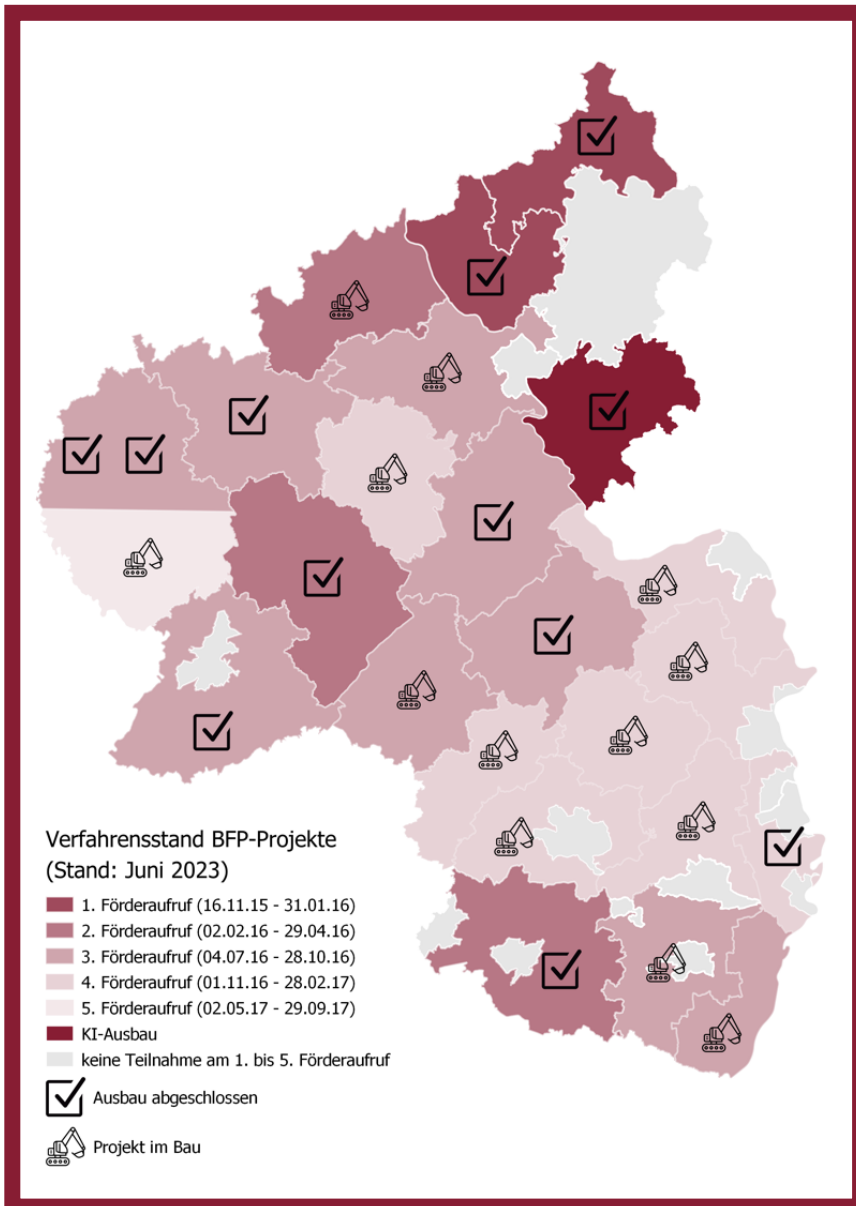 Verfahrensstand BFP-Projekte
(Stand: Juni 2023)
1. Förderaufruf (16.11.15 - 31.01.16)
2. Förderaufruf (02.02.16 - 29.04.16)
3. Förderaufruf (04.07.16 - 28.10.16)
4. Förderaufruf (01.11.16 - 28.02.17)
5. Förderaufruf (02.05.17 - 29.09.17)
KI-Ausbau
keine Teilnahme am 1. bis 5. Förderaufruf
Ausbau abgeschlossen
Projekt im Bau